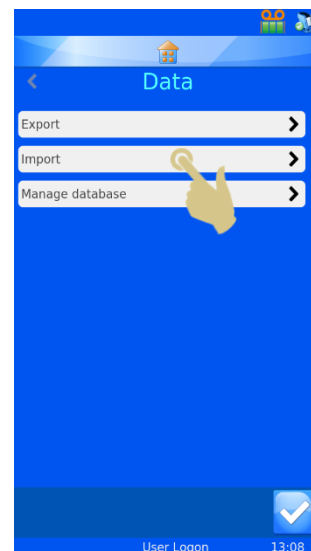 Data
Export
Import
Manage database
User Logon 13:08